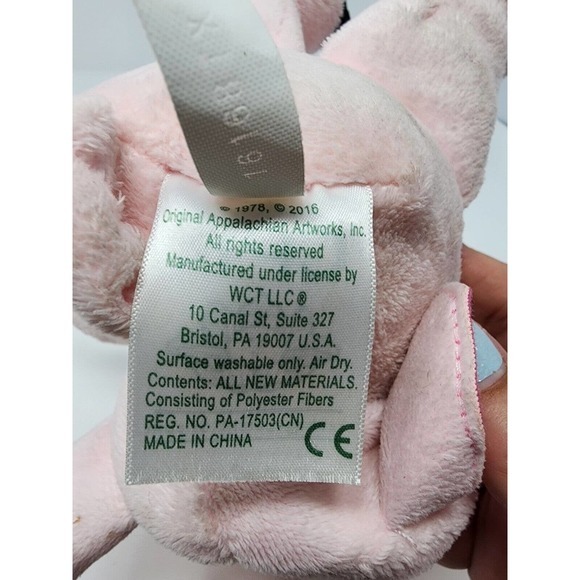 16168 LX
© 1978, © 2016
Original Appalachian Artworks, Inc.
All rights reserved
Manufactured under license by
WCT LLC ®
10 Canal St, Suite 327
Bristol, PA 19007 U.S.A.
Surface washable only. Air Dry.
Contents: ALL NEW MATERIALS.
Consisting of Polyester Fibers
REG. NO. PA-17503(CN)
MADE IN CHINA CE